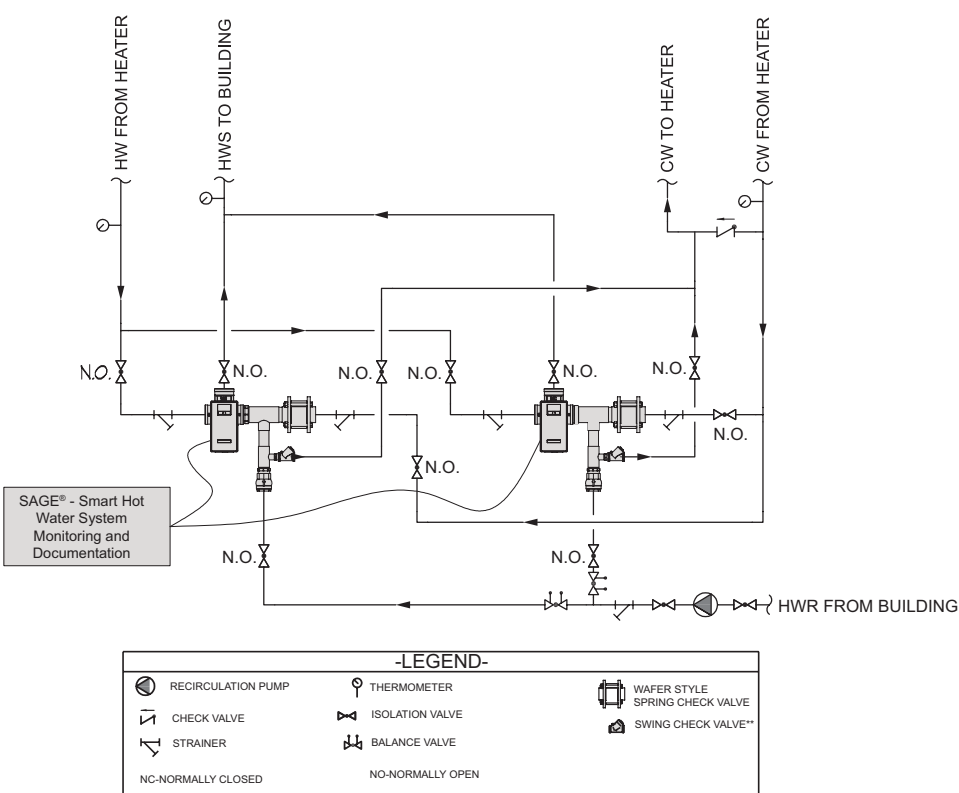 HW FROM HEATER
HWS TO BUILDING
CW TO HEATER
CW FROM HEATER
N.O.
N.O.
N.O.
N.O.
N.O.
N.O.
N.O.
N.O.
SAGE® - Smart Hot
Water System
Monitoring and
Documentation
N.O.
N.O.
HWR FROM BUILDING
-LEGEND-
RECIRCULATION PUMP
THERMOMETER
WAFER STYLE
SPRING CHECK VALVE
CHECK VALVE
ISOLATION VALVE
SWING CHECK VALVE**
STRAINER
BALANCE VALVE
NC-NORMALLY CLOSED
NO-NORMALLY OPEN